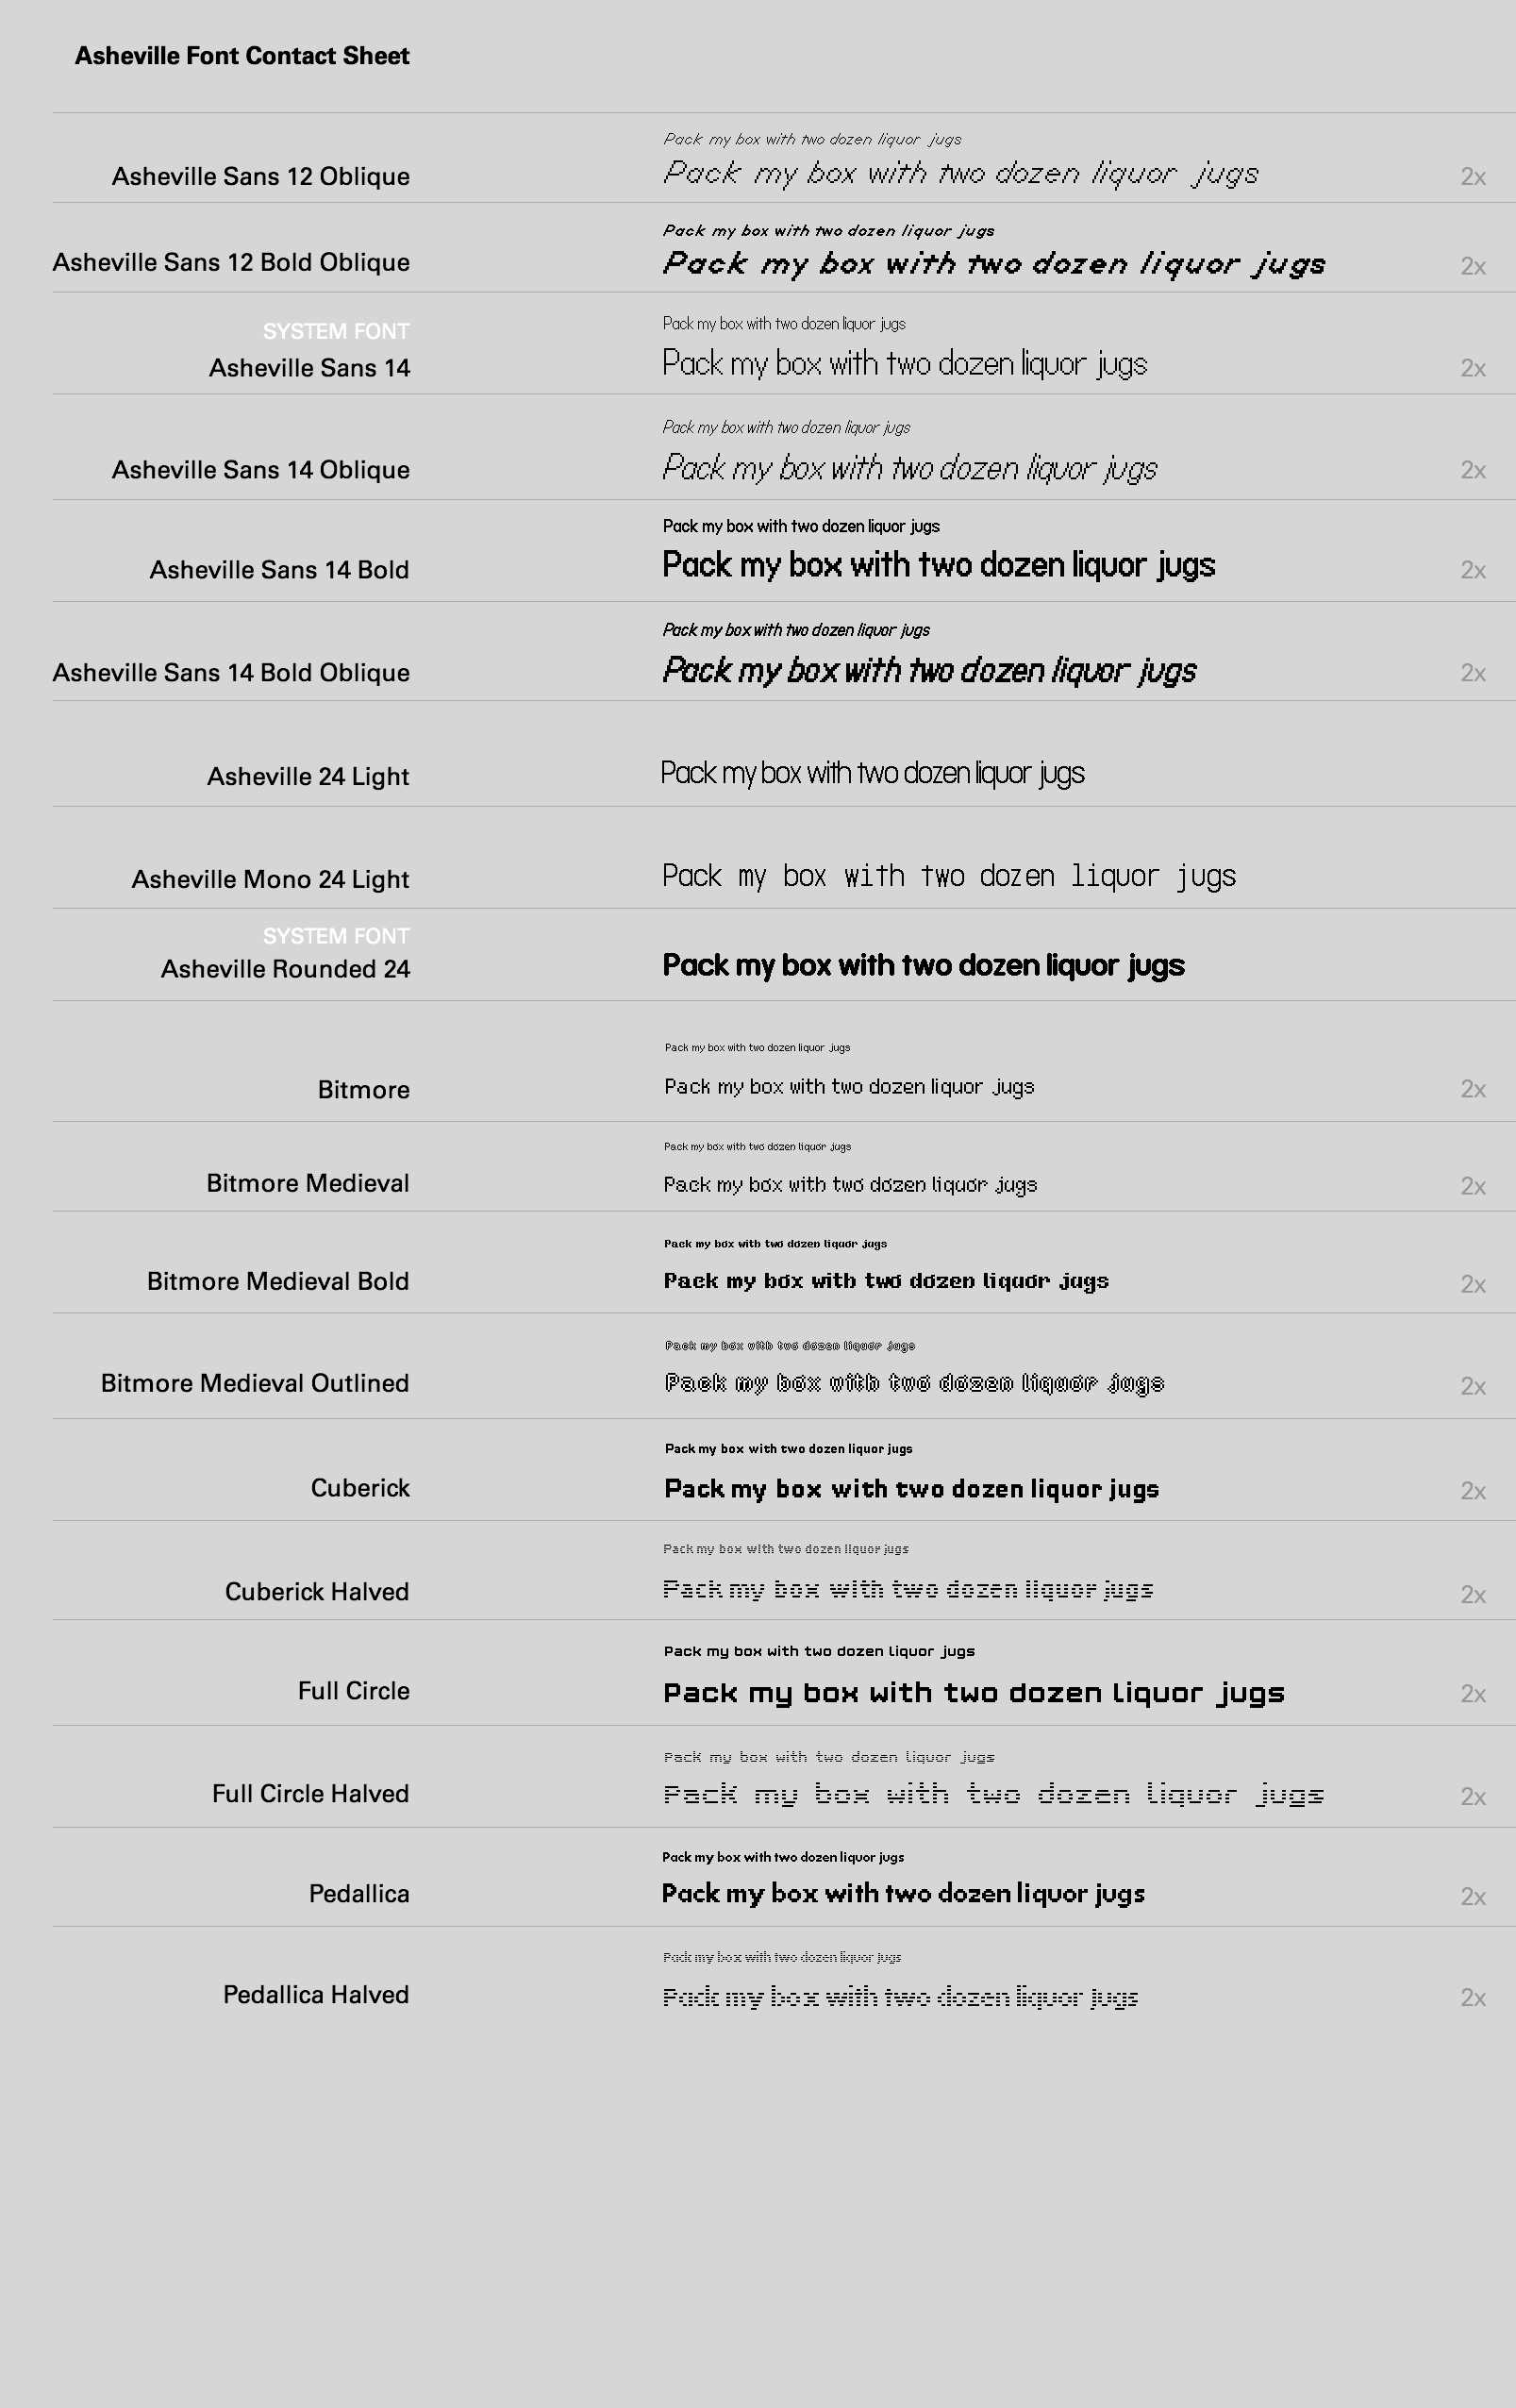 Asheville Font Contact Sheet
Pack my box with two dozen liquor jugs
Asheville Sans 12 Oblique
Pack my box with two dozen liquor jugs
2x
Pack my box with two dozen liquor jugs
Asheville Sans 12 Bold Oblique
Pack my box with two dozen liquor jugs
2x
SYSTEM FONT
Pack my box with two dozen liquor jugs
Asheville Sans 14
Pack my box with two dozen liquor jugs
2x
Pack my box with two dozen liquor jugs
Asheville Sans 14 Oblique
Pack my box with two dozen liquor jugs
2x
Pack my box with two dozen liquor jugs
Asheville Sans 14 Bold
Pack my box with two dozen liquor jugs
2x
Pack my box with two dozen liquor jugs
Asheville Sans 14 Bold Oblique
Pack my box with two dozen liquor jugs
2x
Asheville 24 Light
Pack my box with two dozen liquor jugs
Asheville Mono 24 Light
Pack my box with two dozen liquor jugs
SYSTEM FONT
Asheville Rounded 24
Pack my box with two dozen liquor jugs
Pack my box with two dozen liquor jugs
Bitmore
Pack my box with two dozen liquor jugs
2x
Pack my box with two dozen liquor jugs
Bitmore Medieval
Pack my box with two dozen liquor jugs
2x
Pack my box with two dozen liquor jugs
Bitmore Medieval Bold
Pack my box with two dozen liquor jugs
2x
Pack my box with two dozen liquor jugs
Bitmore Medieval Outlined
Pack my box with two dozen liquor jugs
2x
Pack my box with two dozen liquor jugs
Cuberick
Pack my box with two dozen liquor jugs
2x
Pack my box with two dozen liquor jugs
Cuberick Halved
Pack my box with two dozen liquor jugs
2x
Pack my box with two dozen liquor jugs
Full Circle
Pack my box with two dozen liquor jugs
2x
Pack my box with two dozen liquor jugs
Full Circle Halved
Pack my box with two dozen liquor jugs
2x
Pack my box with two dozen liquor jugs
Pedallica
Pack my box with two dozen liquor jugs
2x
Pack my box with two dozen liquor jugs
Pedallica Halved
Pack my box with two dozen liquor jugs
2x